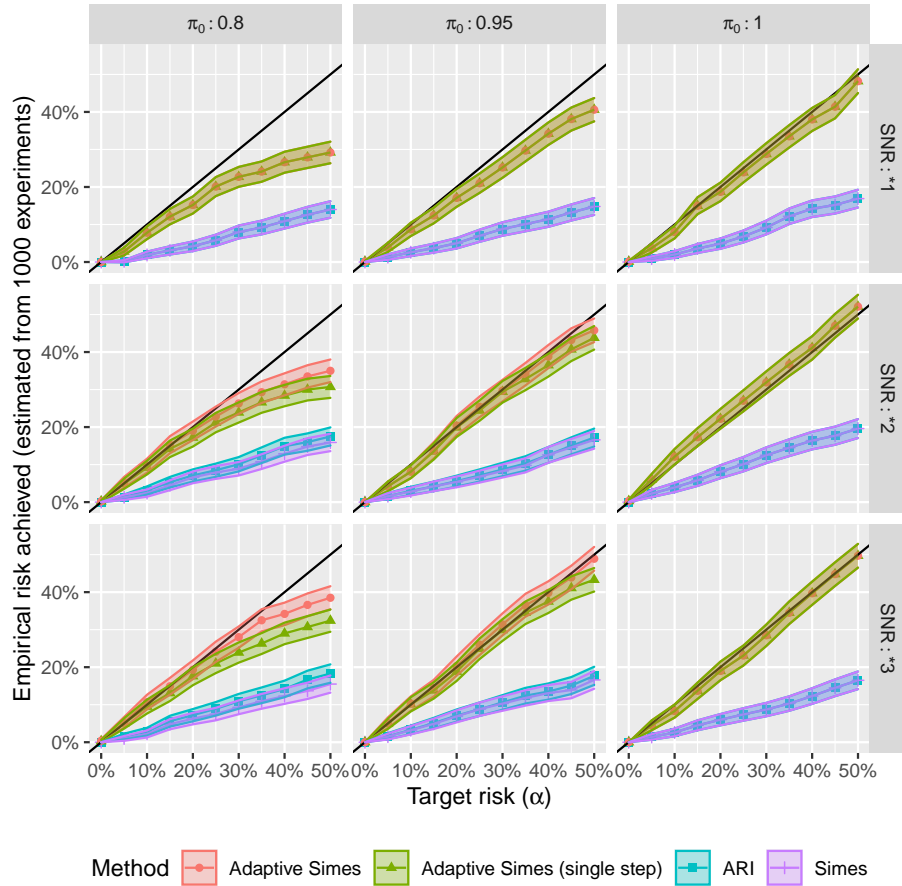 π₀ : 0.8
π₀ : 0.95
π₀ : 1
Empirical risk achieved (estimated from 1000 experiments)
40%
20%
0%
SNR : *1
40%
20%
0%
SNR : *2
40%
20%
0%
SNR : *3
0% 10% 20% 30% 40% 50%
0% 10% 20% 30% 40% 50%
0% 10% 20% 30% 40% 50%
Target risk (α)
Method Adaptive Simes Adaptive Simes (single step) ARI Simes